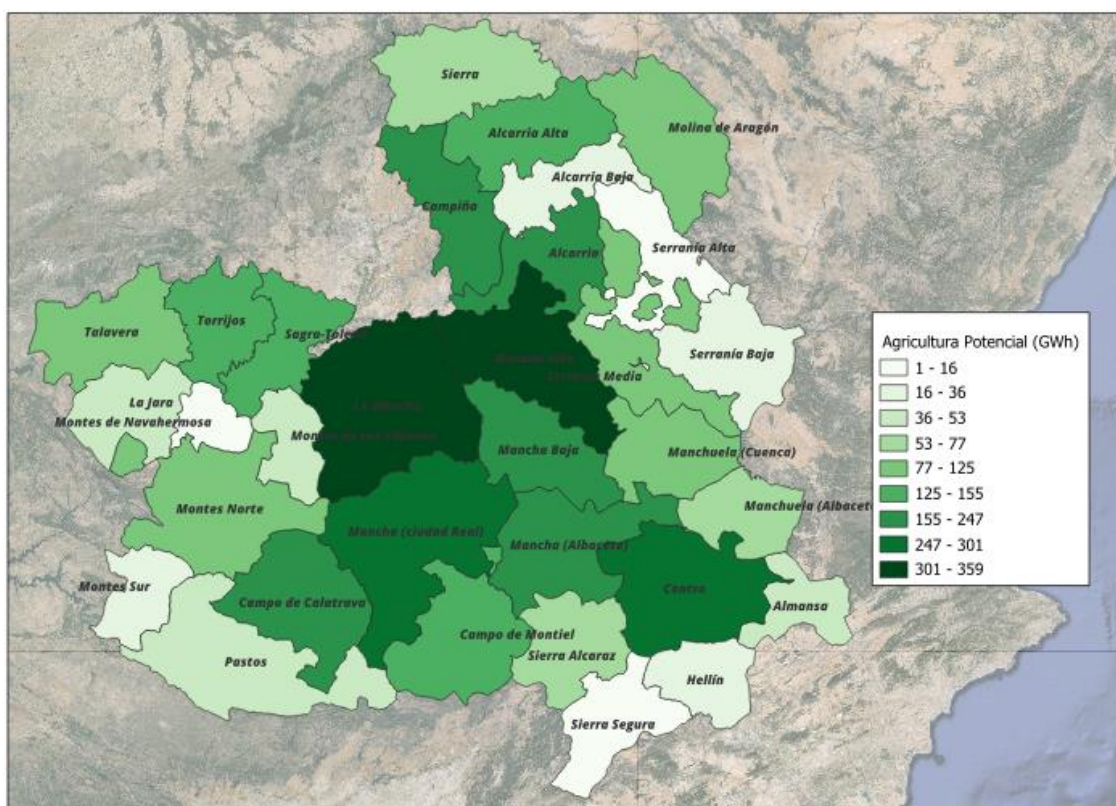 Sierra
Alcarria Alta
Molina de Aragón
Alcarria Baja
Campiña
Serranía Alta
Alcarria
Talavera
Torrijos
Sagra-Tole
Serranía Baja
Media
La Jara
Montes de Navahermosa
Mancha Baja
Manchuela (Cuenca)
Montes Norte
Manchuela (Albacete
Mancha (ciudad Real)
Mancha (Albacete)
Montes Sur
Campo de Calatrava
Centro
Almansa
Campo de Montiel
Pastos
Sierra Alcaraz
Hellín
Sierra Segura
Agricultura Potencial (GWh)
1 - 16
16 - 36
36 - 53
53 - 77
77 - 125
125 - 155
155 - 247
247 - 301
301 - 359